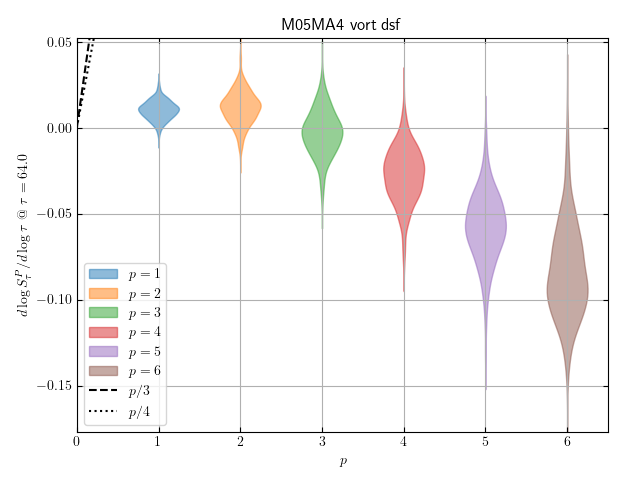 M05MA4 vort dsf
d log S_τ^P/d log τ @ τ = 64.0
0.05
0.00
−0.05
−0.10
−0.15
p = 1
p = 2
p = 3
p = 4
p = 5
p = 6
p/3
p/4
0 1 2 3 4 5 6
p